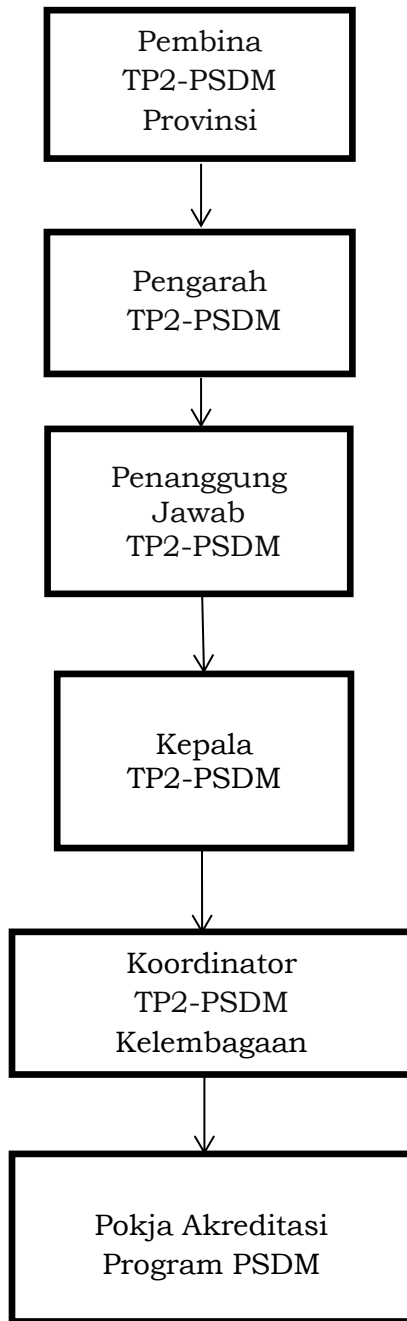 Pembina
TP2-PSDM
Provinsi
Pengarah
TP2-PSDM
Penanggung
Jawab
TP2-PSDM
Kepala
TP2-PSDM
Koordinator
TP2-PSDM
Kelembagaan
Pokja Akreditasi
Program PSDM